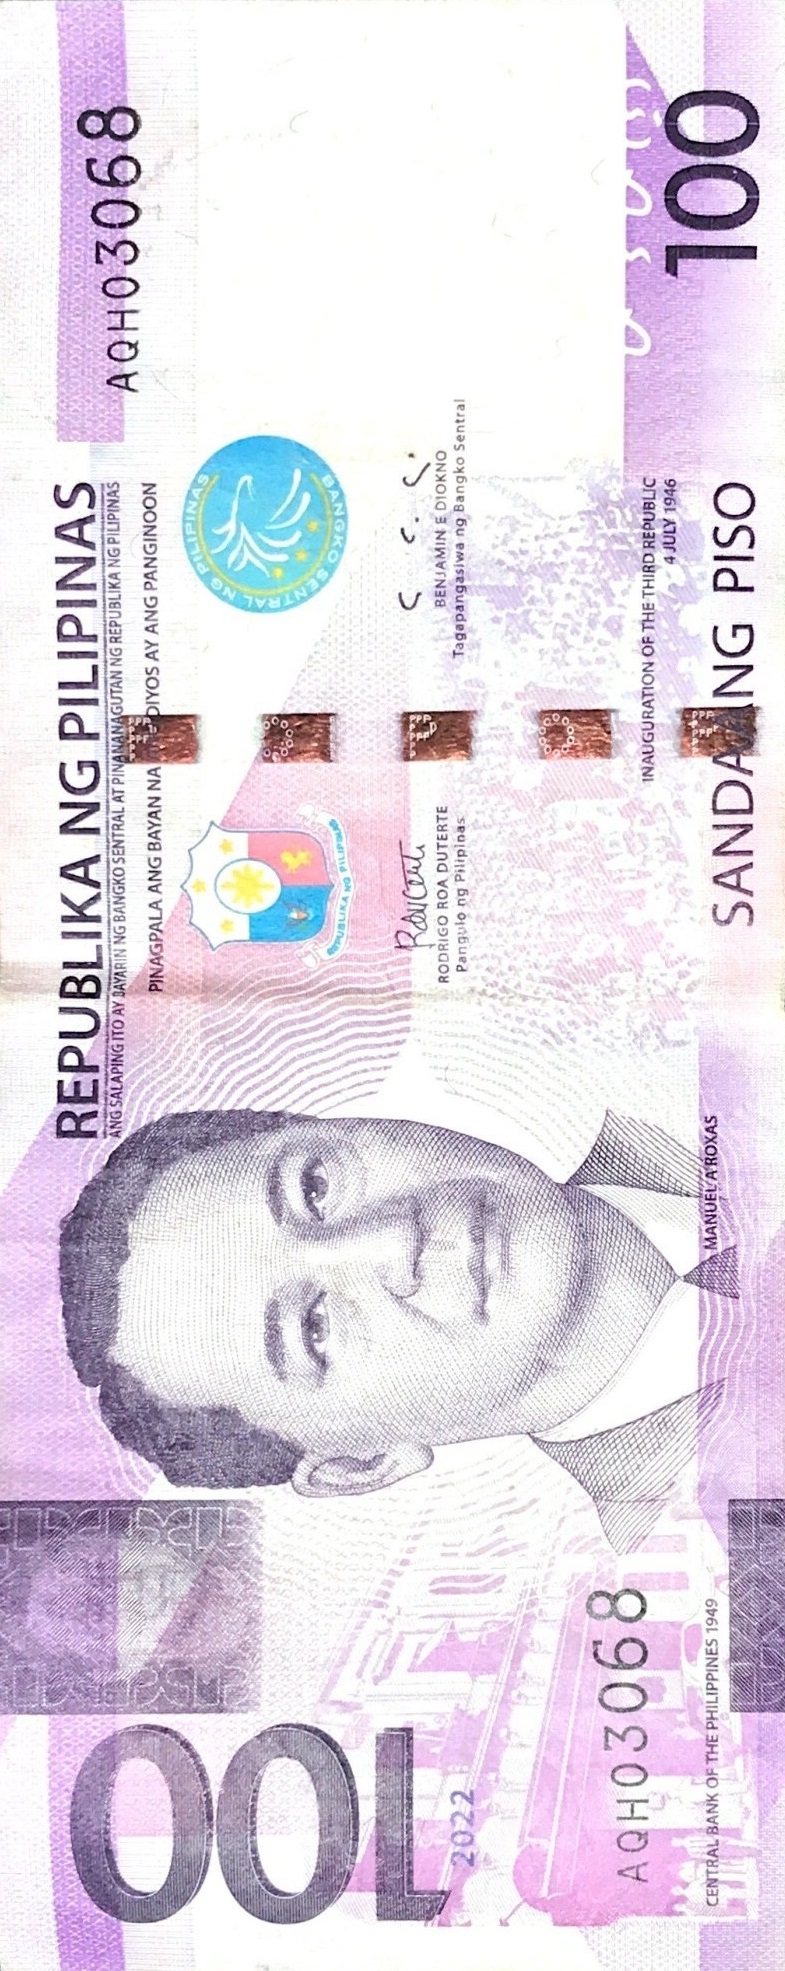 REPUBLIKA NG PILIPINAS
ANG SALAPING ITO AY BAYARIN NG BANGKO SENTRAL AT PINANANAGUTAN NG REPUBLIKA NG PILIPINAS
PINAGPALA ANG BAYAN NA DIYOS AY ANG PANGINOON
AQH03068
BANGKO SENTRAL NG PILIPINAS
REPUBLIKA NG PILIPINAS
RODRIGO ROA DUTERTE
Pangulo ng Pilipinas
BENJAMIN E DIOKNO
Tagapangasiwa ng Bangko Sentral
100
2022
AQH03068
CENTRAL BANK OF THE PHILIPPINES 1949
MANUEL A ROXAS
INAUGURATION OF THE THIRD REPUBLIC
4 JULY 1946
SANDAANG PISO
100